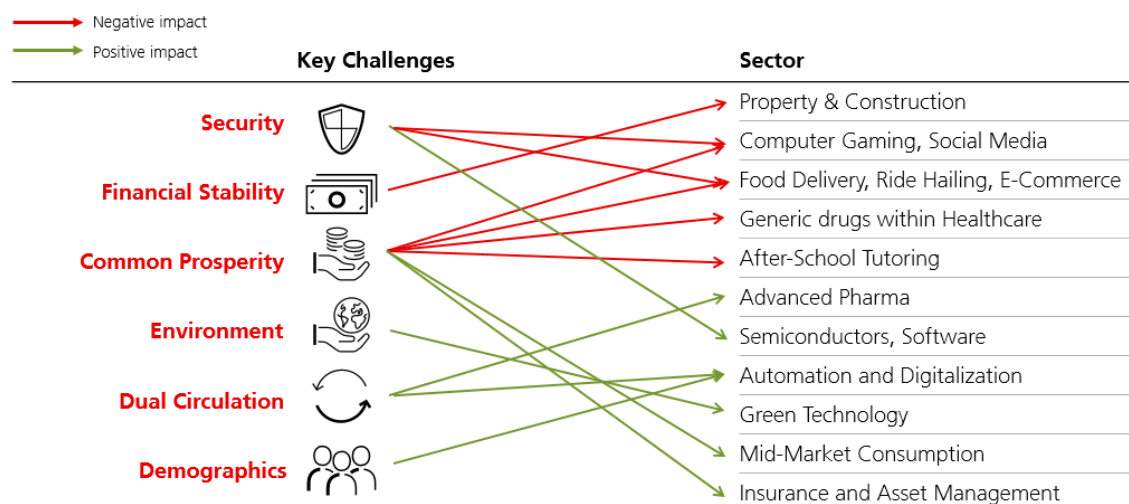 Negative impact
Positive impact
Key Challenges
Sector
Security
Financial Stability
Common Prosperity
Environment
Dual Circulation
Demographics
Property & Construction
Computer Gaming, Social Media
Food Delivery, Ride Hailing, E-Commerce
Generic drugs within Healthcare
After-School Tutoring
Advanced Pharma
Semiconductors, Software
Automation and Digitalization
Green Technology
Mid-Market Consumption
Insurance and Asset Management